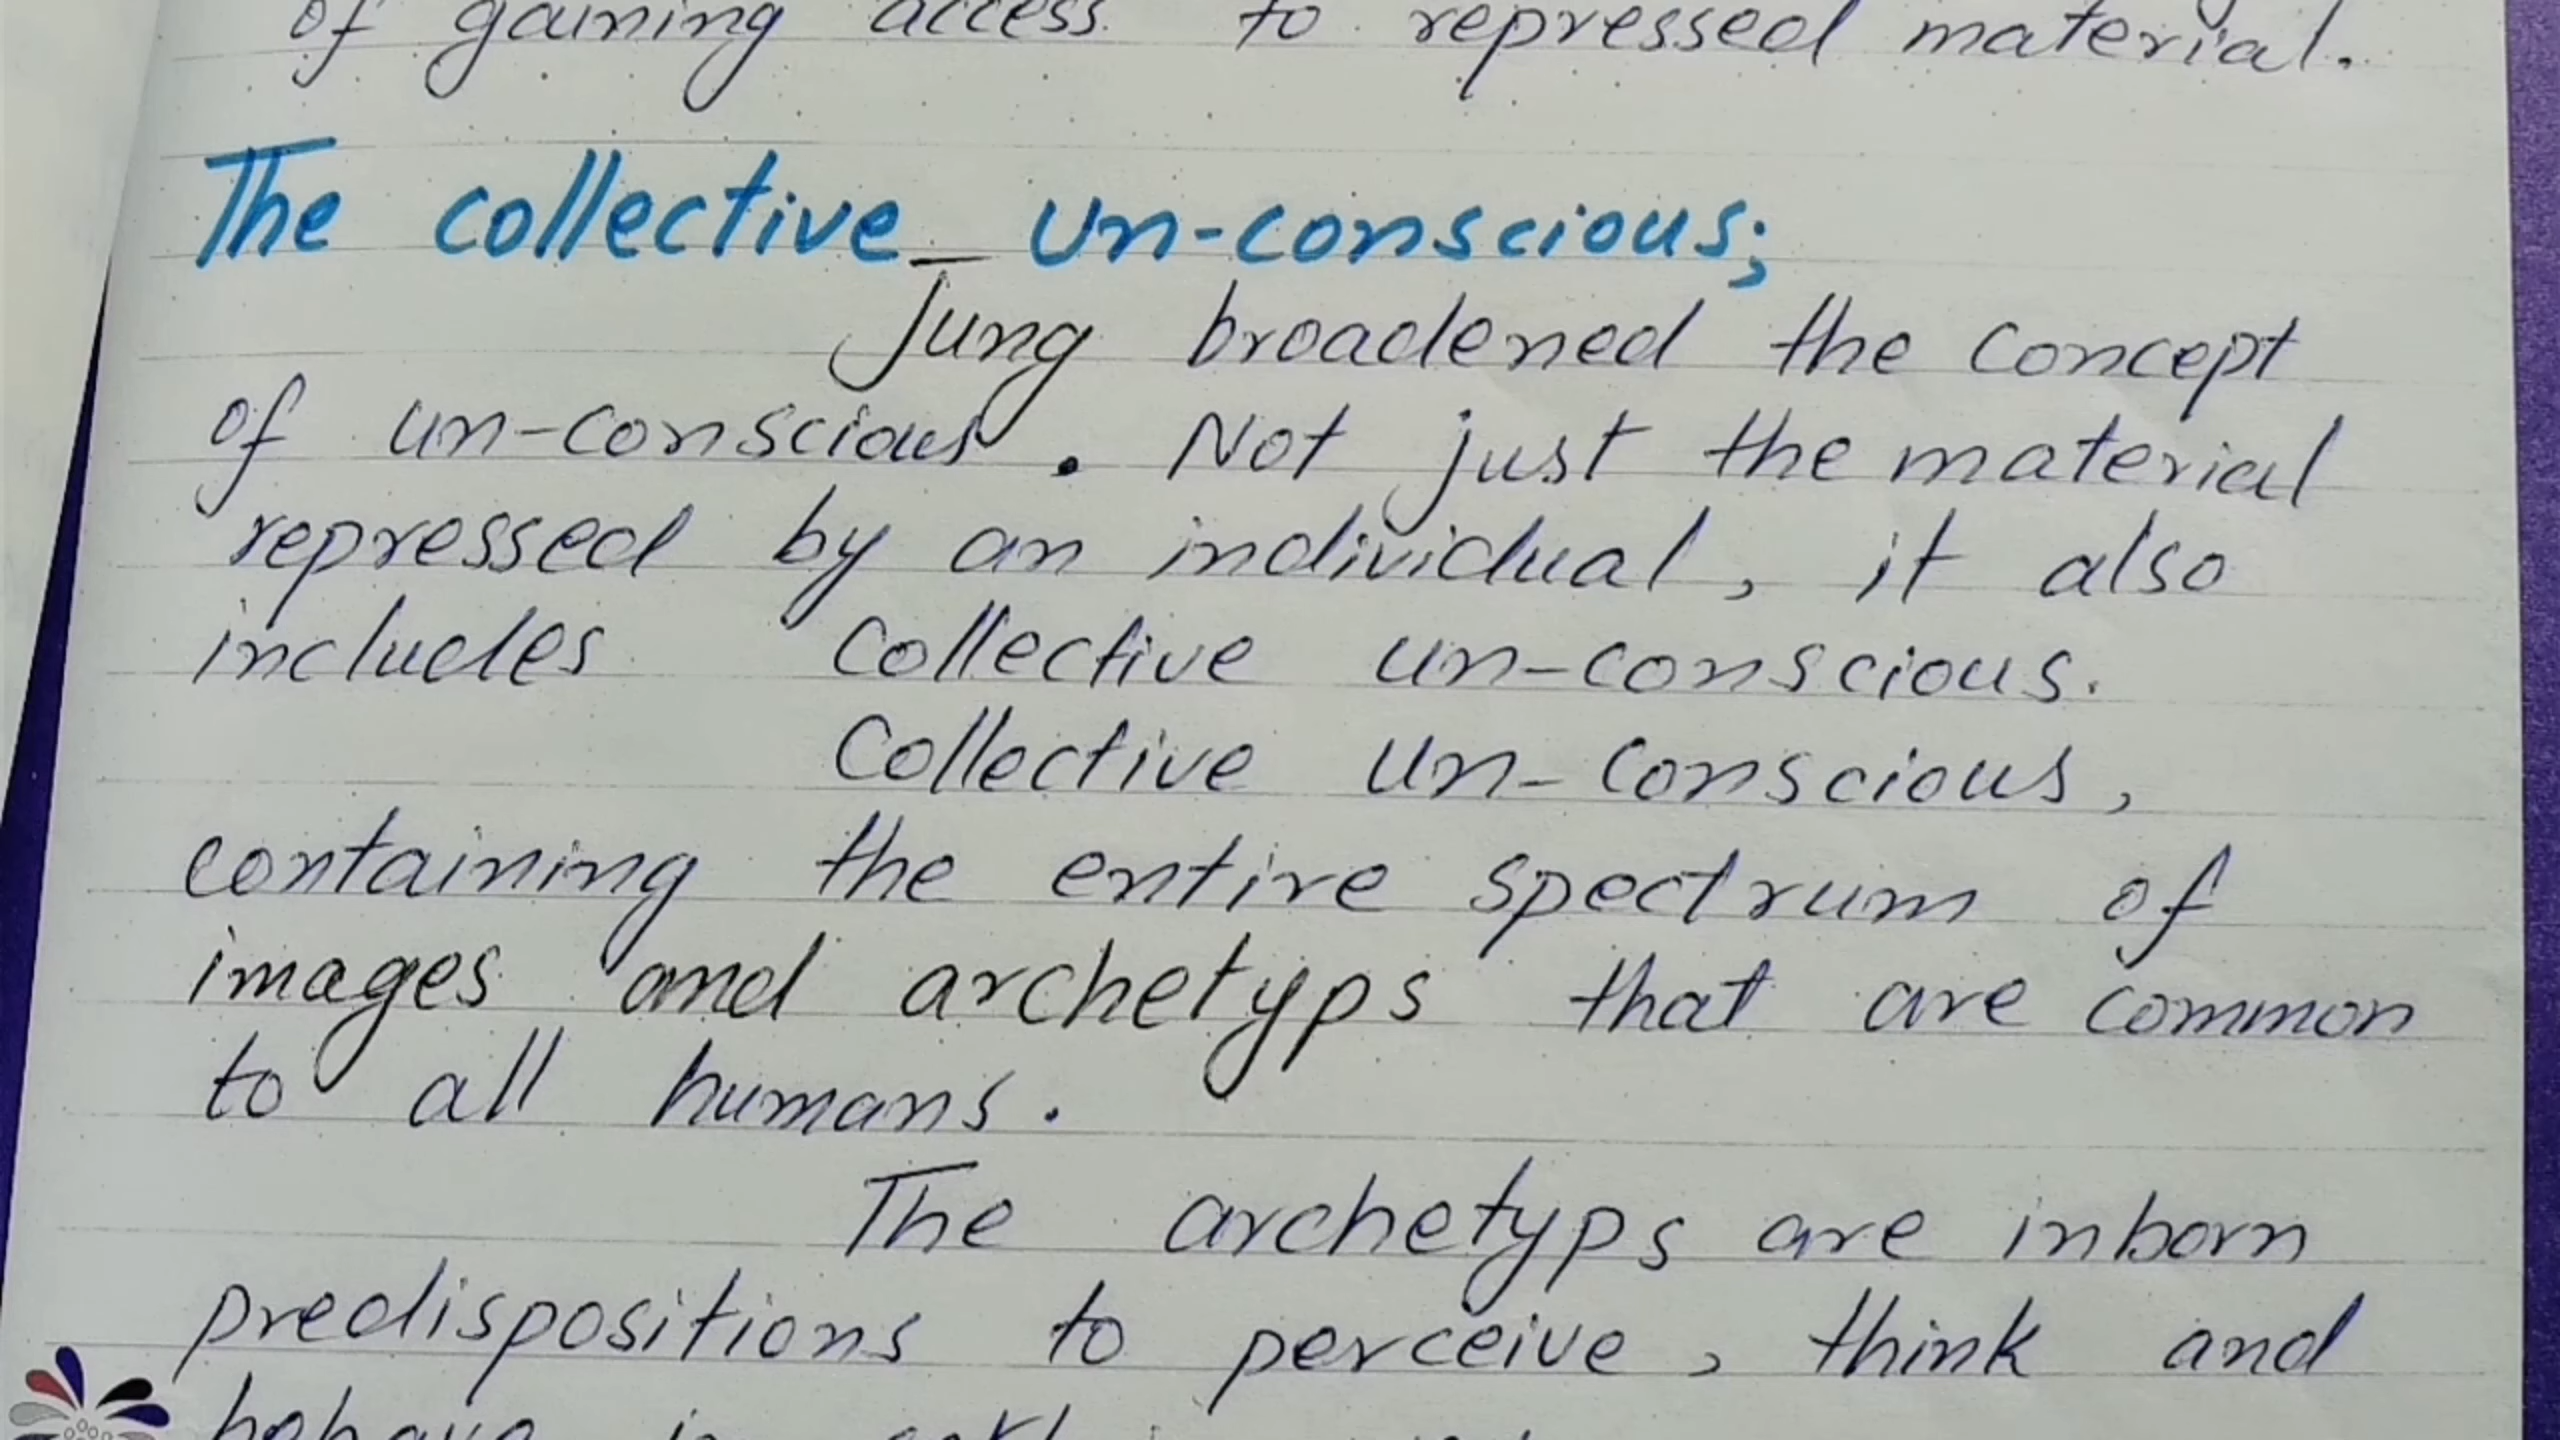 of gaining access to repressed material.
The collective un-conscious;
Jung broadened the concept
of un-conscious. Not just the material
repressed by an individual, it also
includes collective un-conscious.
Collective un-conscious,
containing the entire spectrum of
images and archetyps that are common
to all humans.
The archetyps are inborn
predispositions to perceive, think and
behave in